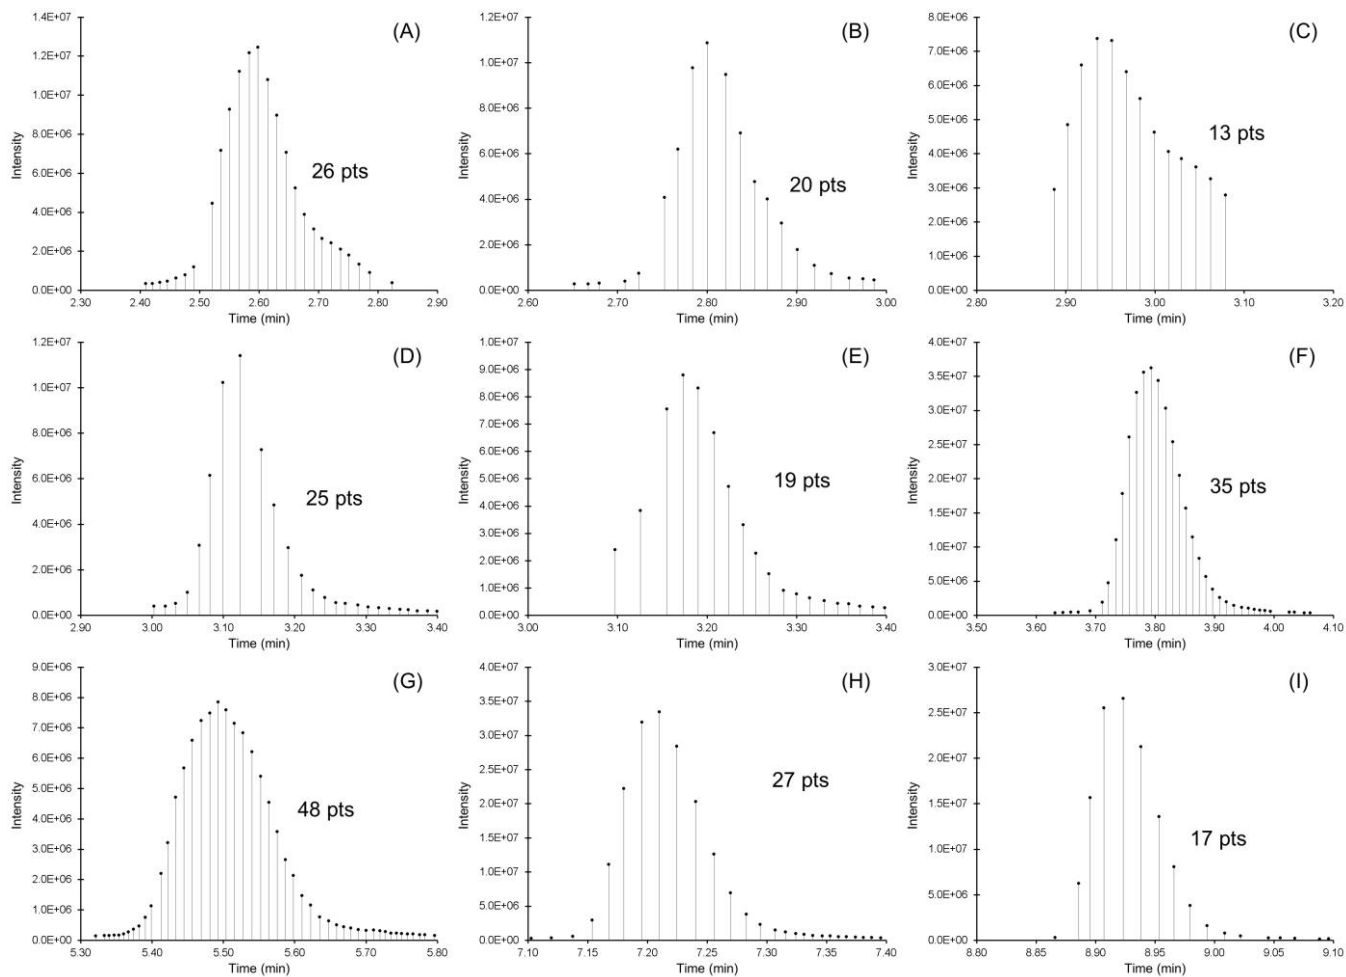 (A)
1.4E+07
1.2E+07
1.0E+07
8.0E+06
6.0E+06
4.0E+06
2.0E+06
0.0E+00
Intensity
26 pts
2.30 2.40 2.50 2.60 2.70 2.80 2.90
Time (min)
(B)
1.2E+07
1.0E+07
8.0E+06
6.0E+06
4.0E+06
2.0E+06
0.0E+00
Intensity
20 pts
2.60 2.70 2.80 2.90 3.00
Time (min)
(C)
8.0E+06
7.0E+06
6.0E+06
5.0E+06
4.0E+06
3.0E+06
2.0E+06
1.0E+06
0.0E+00
Intensity
13 pts
2.80 2.90 3.00 3.10 3.20
Time (min)
(D)
1.2E+07
1.0E+07
8.0E+06
6.0E+06
4.0E+06
2.0E+06
0.0E+00
Intensity
25 pts
2.90 3.00 3.10 3.20 3.30 3.40
Time (min)
(E)
1.0E+07
9.0E+06
8.0E+06
7.0E+06
6.0E+06
5.0E+06
4.0E+06
3.0E+06
2.0E+06
1.0E+06
0.0E+00
Intensity
19 pts
3.00 3.10 3.20 3.30 3.40
Time (min)
(F)
4.0E+07
3.5E+07
3.0E+07
2.5E+07
2.0E+07
1.5E+07
1.0E+07
5.0E+06
0.0E+00
Intensity
35 pts
3.50 3.60 3.70 3.80 3.90 4.00 4.10
Time (min)
(G)
9.0E+06
8.0E+06
7.0E+06
6.0E+06
5.0E+06
4.0E+06
3.0E+06
2.0E+06
1.0E+06
0.0E+00
Intensity
48 pts
5.30 5.40 5.50 5.60 5.70 5.80
Time (min)
(H)
4.0E+07
3.5E+07
3.0E+07
2.5E+07
2.0E+07
1.5E+07
1.0E+07
5.0E+06
0.0E+00
Intensity
27 pts
7.10 7.15 7.20 7.25 7.30 7.35 7.40
Time (min)
(I)
3.0E+07
2.5E+07
2.0E+07
1.5E+07
1.0E+07
5.0E+06
0.0E+00
Intensity
17 pts
8.80 8.85 8.90 8.95 9.00 9.05 9.10
Time (min)